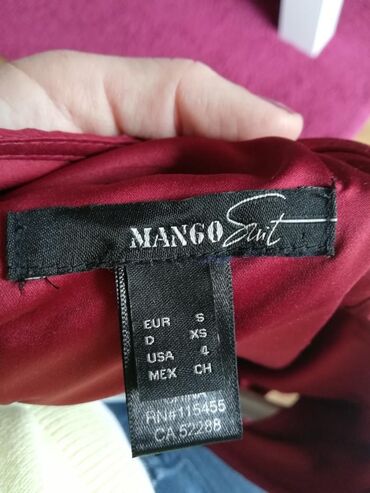 MANGO Suit
EUR S
D XS
USA 4
MEX CH
RN#115455
CA 52288